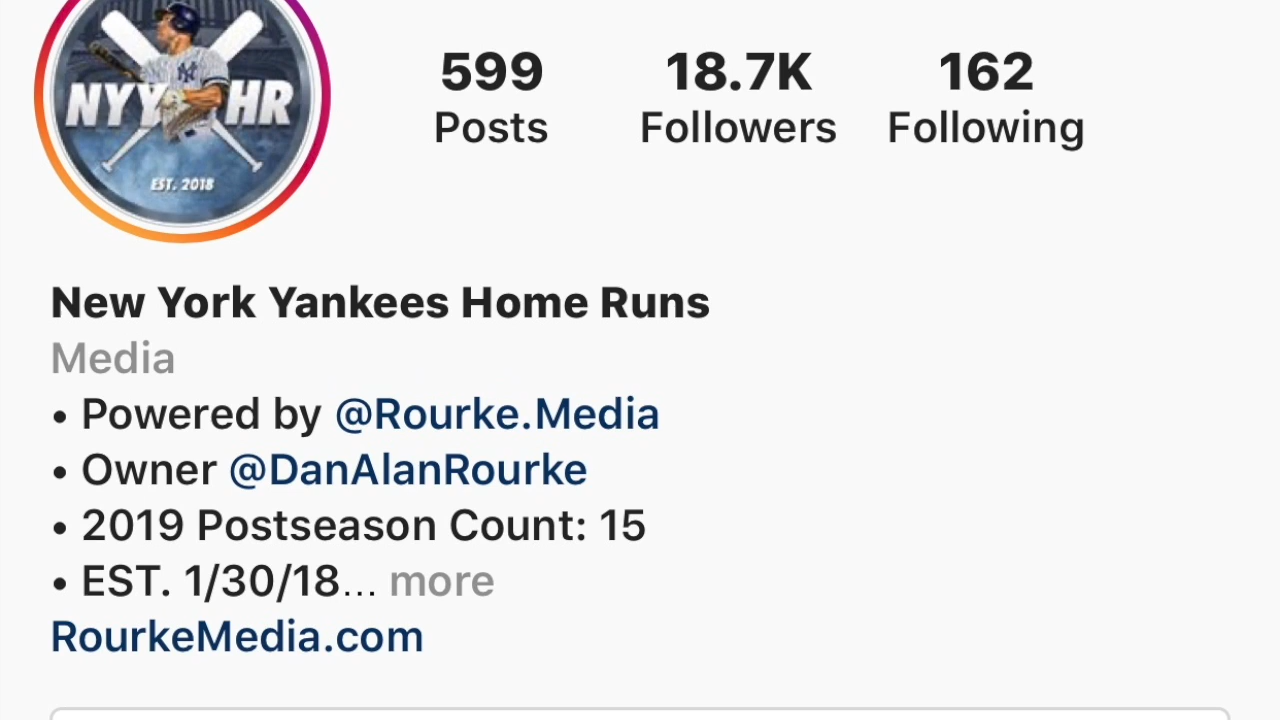 NYY HR
EST. 2018
599 18.7K 162
Posts Followers Following
New York Yankees Home Runs
Media
• Powered by @Rourke.Media
• Owner @DanAlanRourke
• 2019 Postseason Count: 15
• EST. 1/30/18... more
RourkeMedia.com